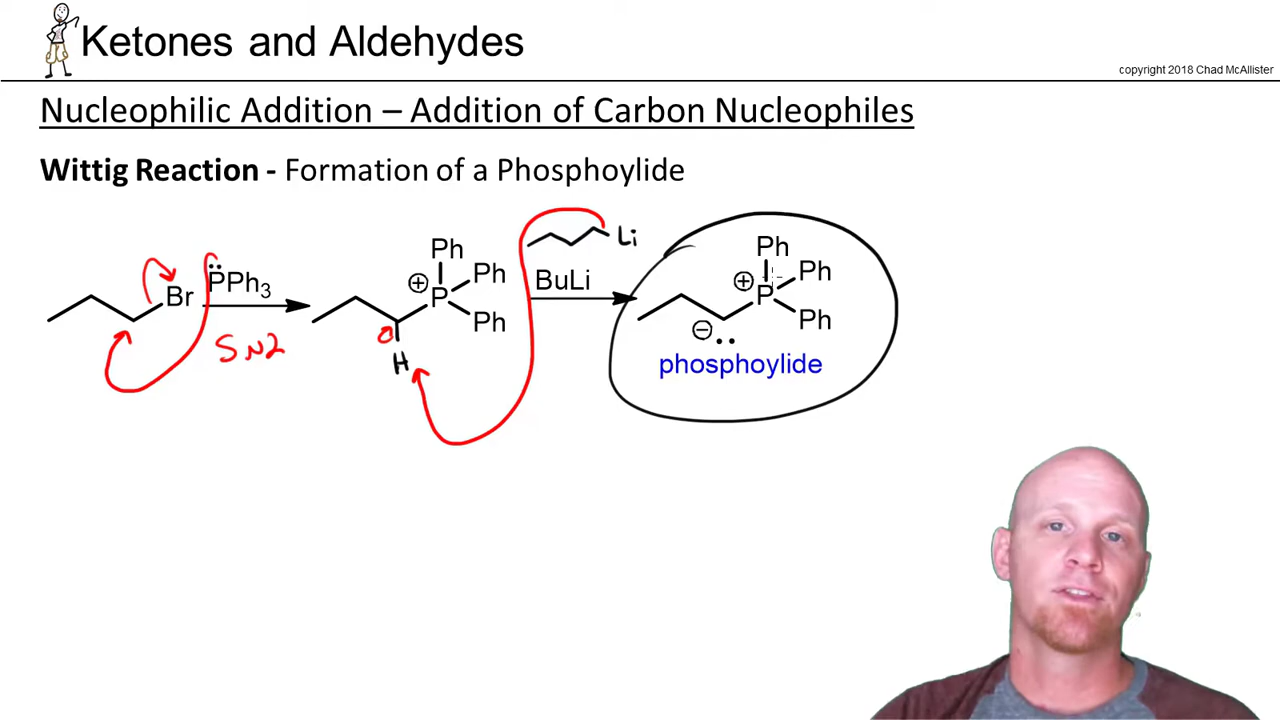 Ketones and Aldehydes
copyright 2018 Chad McAllister
Nucleophilic Addition – Addition of Carbon Nucleophiles
Wittig Reaction - Formation of a Phosphoylide
Br
PPh3
SN2
Ph
⊕
P
Ph
Ph
H
Li
BuLi
Ph
⊕
P
Ph
Ph
⊖
phosphoylide